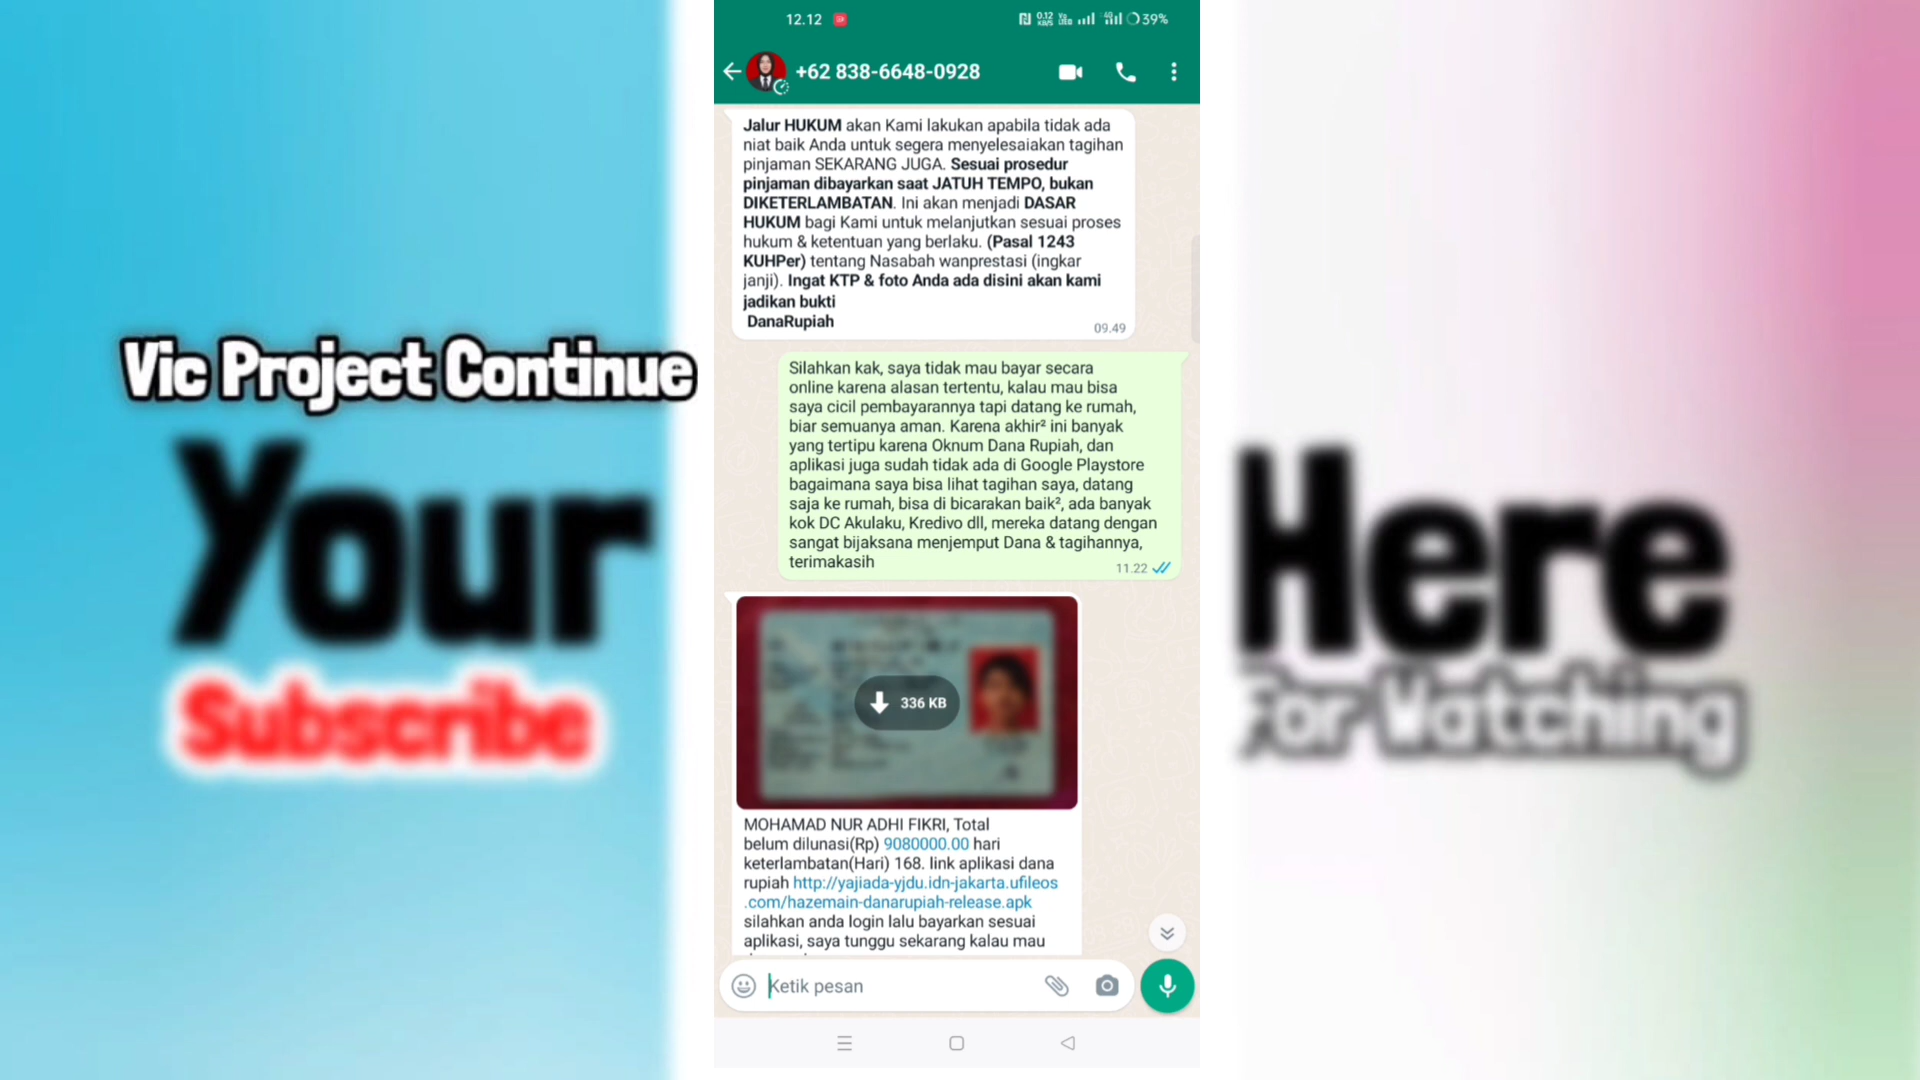 Vic Project Continue
Your
Subscribe
12.12
0.12
KB/S
4G
39%
+62 838-6648-0928
Jalur HUKUM akan Kami lakukan apabila tidak ada
niat baik Anda untuk segera menyelesaiakan tagihan
pinjaman SEKARANG JUGA. Sesuai prosedur
pinjaman dibayarkan saat JATUH TEMPO, bukan
DIKETERLAMBATAN. Ini akan menjadi DASAR
HUKUM bagi Kami untuk melanjutkan sesuai proses
hukum & ketentuan yang berlaku. (Pasal 1243
KUHPer) tentang Nasabah wanprestasi (ingkar
janji). Ingat KTP & foto Anda ada disini akan kami
jadikan bukti
DanaRupiah
09.49
Silahkan kak, saya tidak mau bayar secara
online karena alasan tertentu, kalau mau bisa
saya cicil pembayarannya tapi datang ke rumah,
biar semuanya aman. Karena akhir² ini banyak
yang tertipu karena Oknum Dana Rupiah, dan
aplikasi juga sudah tidak ada di Google Playstore
bagaimana saya bisa lihat tagihan saya, datang
saja ke rumah, bisa di bicarakan baik², ada banyak
kok DC Akulaku, Kredivo dll, mereka datang dengan
sangat bijaksana menjemput Dana & tagihannya,
terimakasih
11.22
336 KB
MOHAMAD NUR ADHI FIKRI, Total
belum dilunasi(Rp) 9080000.00 hari
keterlambatan(Hari) 168. link aplikasi dana
rupiah http://yajiada-yjdu.idn-jakarta.ufileos
.com/hazemain-danarupiah-release.apk
silahkan anda login lalu bayarkan sesuai
aplikasi, saya tunggu sekarang kalau mau
Ketik pesan
Here
For Watching